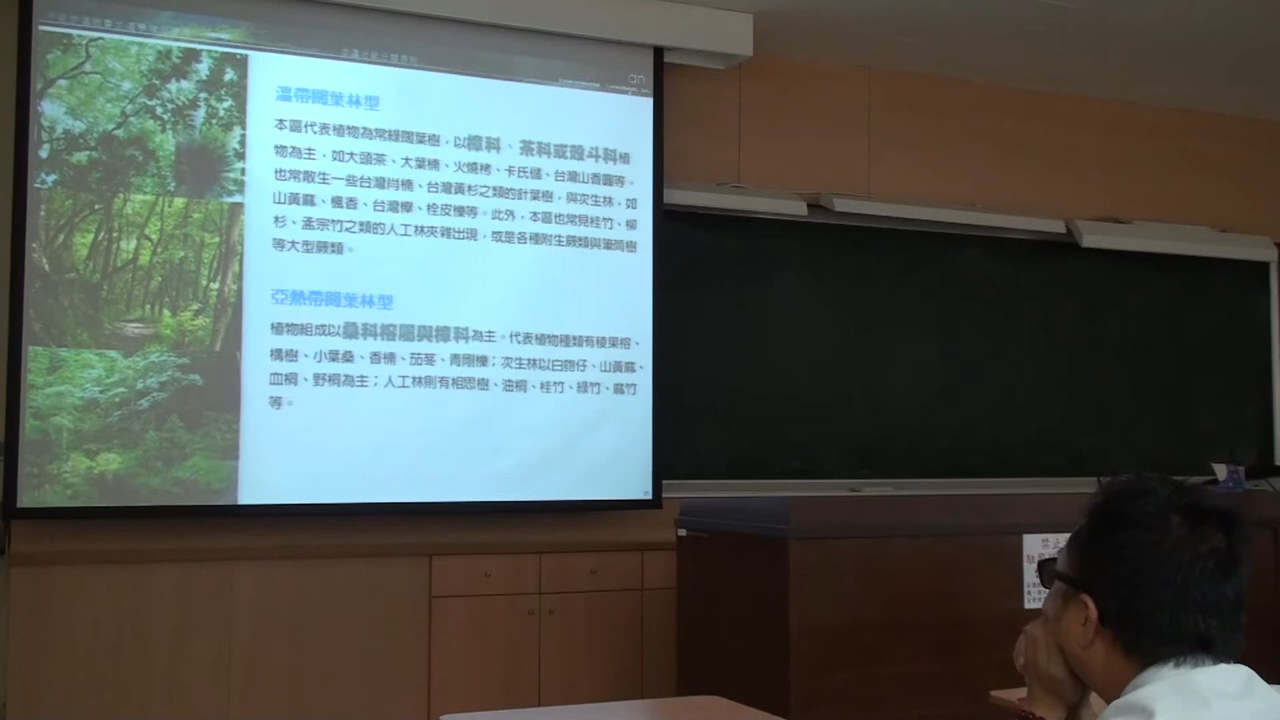 溫帶闊葉林型
本區代表植物為常綠闊葉樹，以樟科、茶科或殼斗科植
物為主，如大頭茶、大葉楠、火燒栲、卡氏櫧、台灣山香圓等。
也常散生一些台灣肖楠、台灣黃杉之類的針葉樹，與次生林，如
山黃麻、楓香、台灣櫸、栓皮櫟等。此外，本區也常見桂竹、柳
杉、孟宗竹之類的人工林夾雜出現，或是各種附生蕨類與筆筒樹
等大型蕨類。
亞熱帶闊葉林型
植物組成以桑科榕屬與樟科為主。代表植物種類有稜果榕、
構樹、小葉桑、香楠、茄苳、青剛櫟；次生林以白匏仔、山黃麻、
血桐、野桐為主；人工林則有相思樹、油桐、桂竹、綠竹、麻竹
等。
禁止